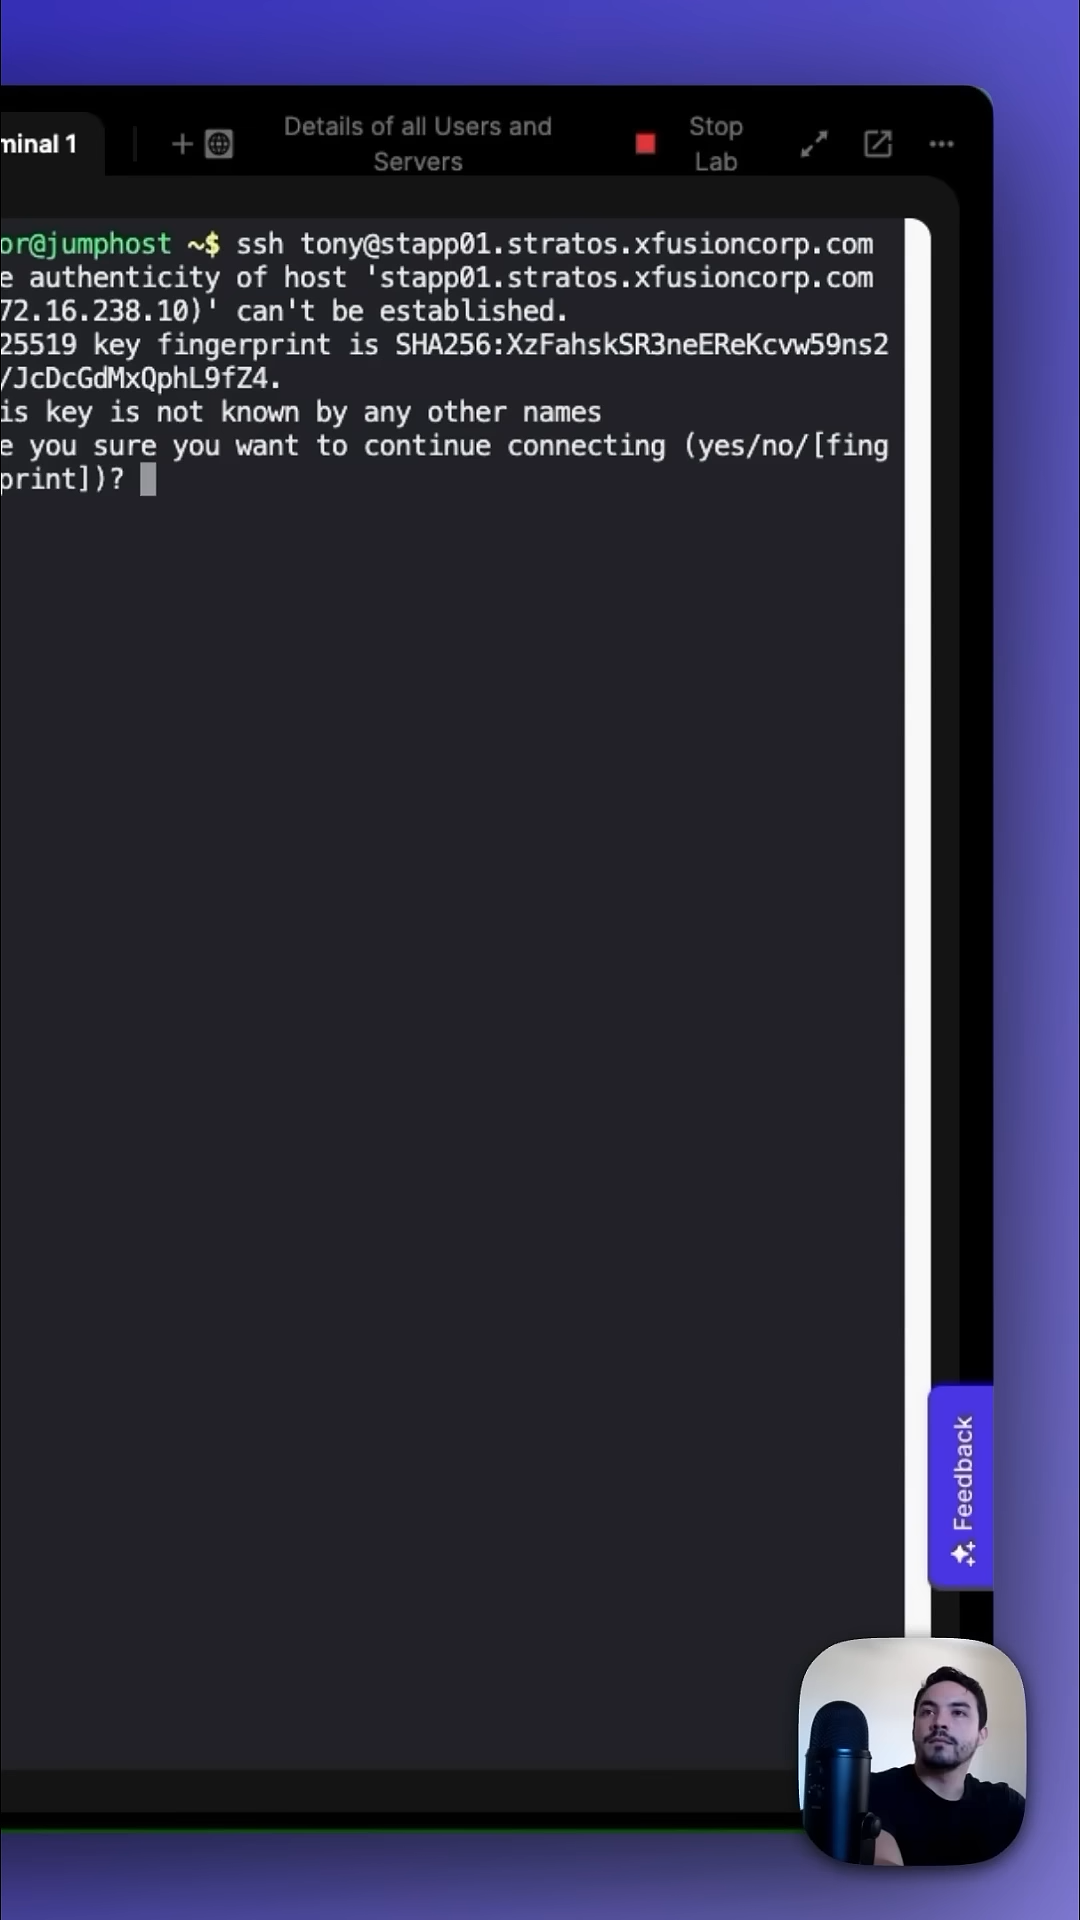 minal 1
Details of all Users and
Servers
Stop
Lab
or@jumphost ~$ ssh tony@stapp01.stratos.xfusioncorp.com
e authenticity of host 'stapp01.stratos.xfusioncorp.com
72.16.238.10)' can't be established.
25519 key fingerprint is SHA256:XzFahskSR3neEReKcvw59ns2
/JcDcGdMxQphL9fZ4.
is key is not known by any other names
e you sure you want to continue connecting (yes/no/[fing
print])?
Feedback